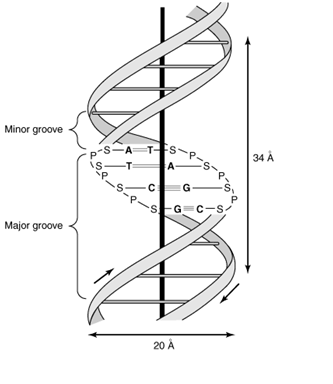 Minor groove
S A T S
P P
S T A S
P P
S C G S
P P
S G C S
34 Å
Major groove
20 Å